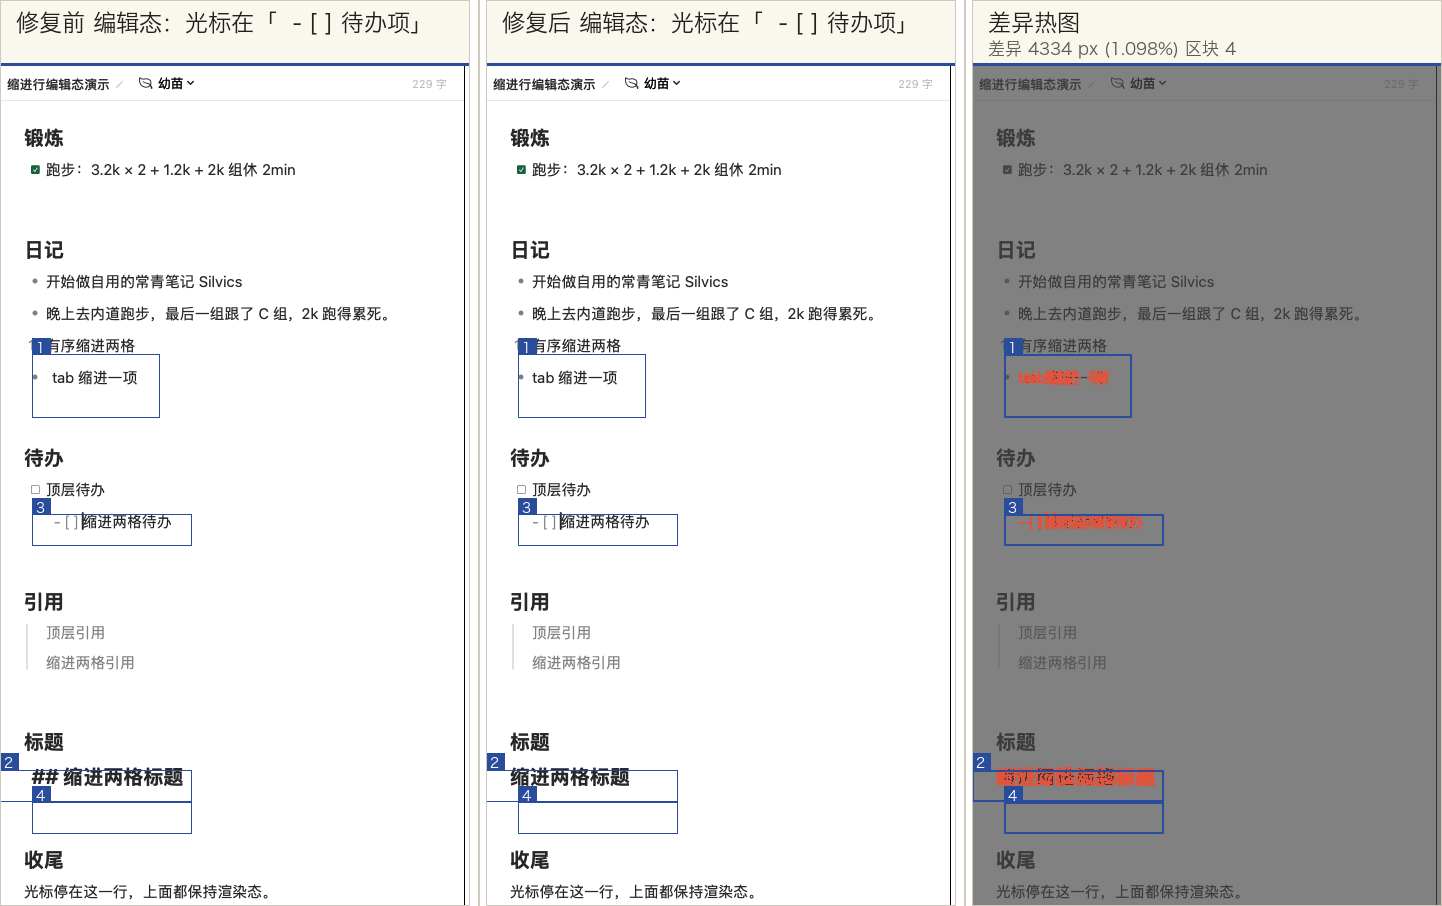 修复前 编辑态：光标在「 - [ ] 待办项」
缩进行编辑态演示 幼苗 229 字
锻炼
跑步：3.2k × 2 + 1.2k + 2k 组休 2min
日记
开始做自用的常青笔记 Silvics
晚上去内道跑步，最后一组跟了 C 组，2k 跑得累死。
有序缩进两格
1
tab 缩进一项
待办
顶层待办
3
- [ ] 缩进两格待办
引用
顶层引用
缩进两格引用
标题
2
## 缩进两格标题
4
收尾
光标停在这一行，上面都保持渲染态。
修复后 编辑态：光标在「 - [ ] 待办项」
缩进行编辑态演示 幼苗 229 字
锻炼
跑步：3.2k × 2 + 1.2k + 2k 组休 2min
日记
开始做自用的常青笔记 Silvics
晚上去内道跑步，最后一组跟了 C 组，2k 跑得累死。
有序缩进两格
1
tab 缩进一项
待办
顶层待办
3
- [ ] 缩进两格待办
引用
顶层引用
缩进两格引用
标题
2
缩进两格标题
4
收尾
光标停在这一行，上面都保持渲染态。
差异热图
差异 4334 px (1.098%) 区块 4
缩进行编辑态演示 幼苗 229 字
锻炼
跑步：3.2k × 2 + 1.2k + 2k 组休 2min
日记
开始做自用的常青笔记 Silvics
晚上去内道跑步，最后一组跟了 C 组，2k 跑得累死。
有序缩进两格
1
待办
顶层待办
3
引用
顶层引用
缩进两格引用
标题
2
4
收尾
光标停在这一行，上面都保持渲染态。